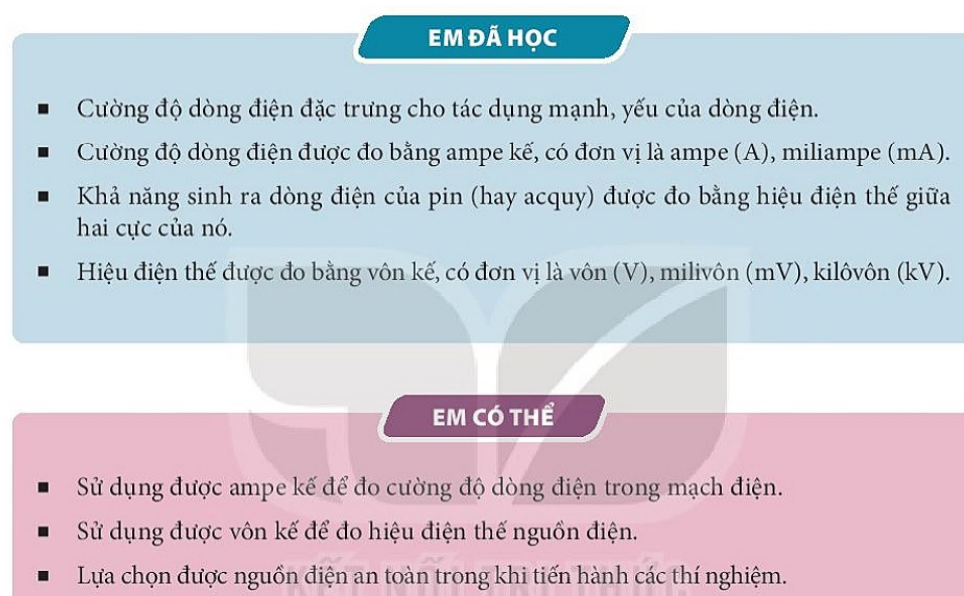 EM ĐÃ HỌC
▪ Cường độ dòng điện đặc trưng cho tác dụng mạnh, yếu của dòng điện.
▪ Cường độ dòng điện được đo bằng ampe kế, có đơn vị là ampe (A), miliampe (mA).
▪ Khả năng sinh ra dòng điện của pin (hay acquy) được đo bằng hiệu điện thế giữa
hai cực của nó.
▪ Hiệu điện thế được đo bằng vôn kế, có đơn vị là vôn (V), milivôn (mV), kilôvôn (kV).
EM CÓ THỂ
▪ Sử dụng được ampe kế để đo cường độ dòng điện trong mạch điện.
▪ Sử dụng được vôn kế để đo hiệu điện thế nguồn điện.
▪ Lựa chọn được nguồn điện an toàn trong khi tiến hành các thí nghiệm.
KẾT NỐI TRI THỨC